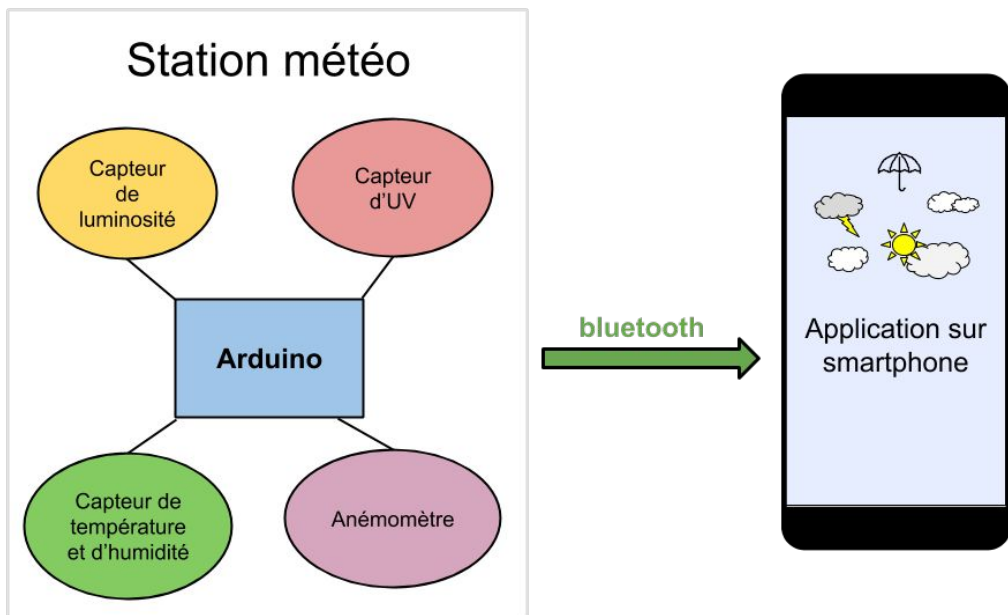 Station météo
Capteur
de
luminosité
Capteur
d'UV
Arduino
Capteur de
température
et d'humidité
Anémomètre
bluetooth
Application sur
smartphone